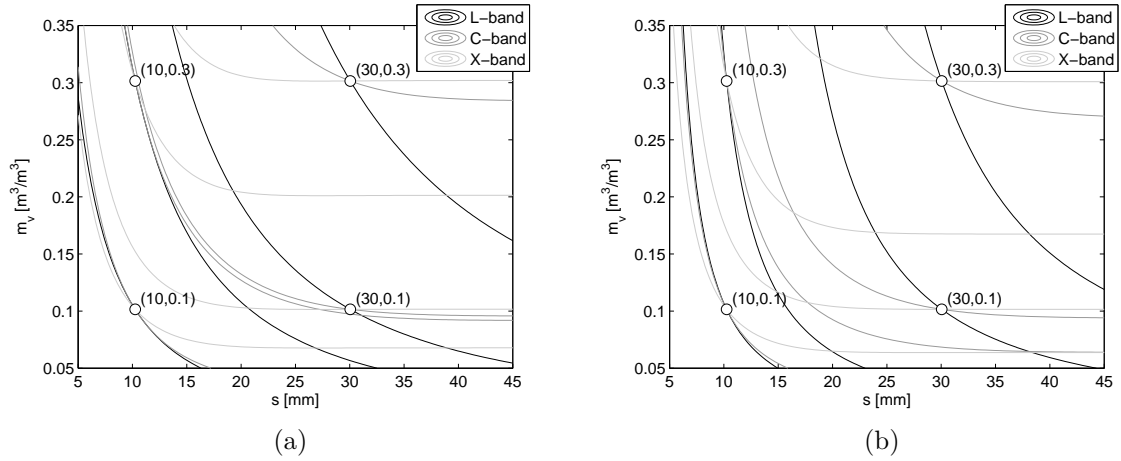 0.35
0.3
0.25
0.2
0.15
0.1
0.05
m_v [m^3/m^3]
5 10 15 20 25 30 35 40 45
s [mm]
L−band
C−band
X−band
(10,0.3)
(30,0.3)
(10,0.1)
(30,0.1)
(a)
0.35
0.3
0.25
0.2
0.15
0.1
0.05
m_v [m^3/m^3]
5 10 15 20 25 30 35 40 45
s [mm]
L−band
C−band
X−band
(10,0.3)
(30,0.3)
(10,0.1)
(30,0.1)
(b)